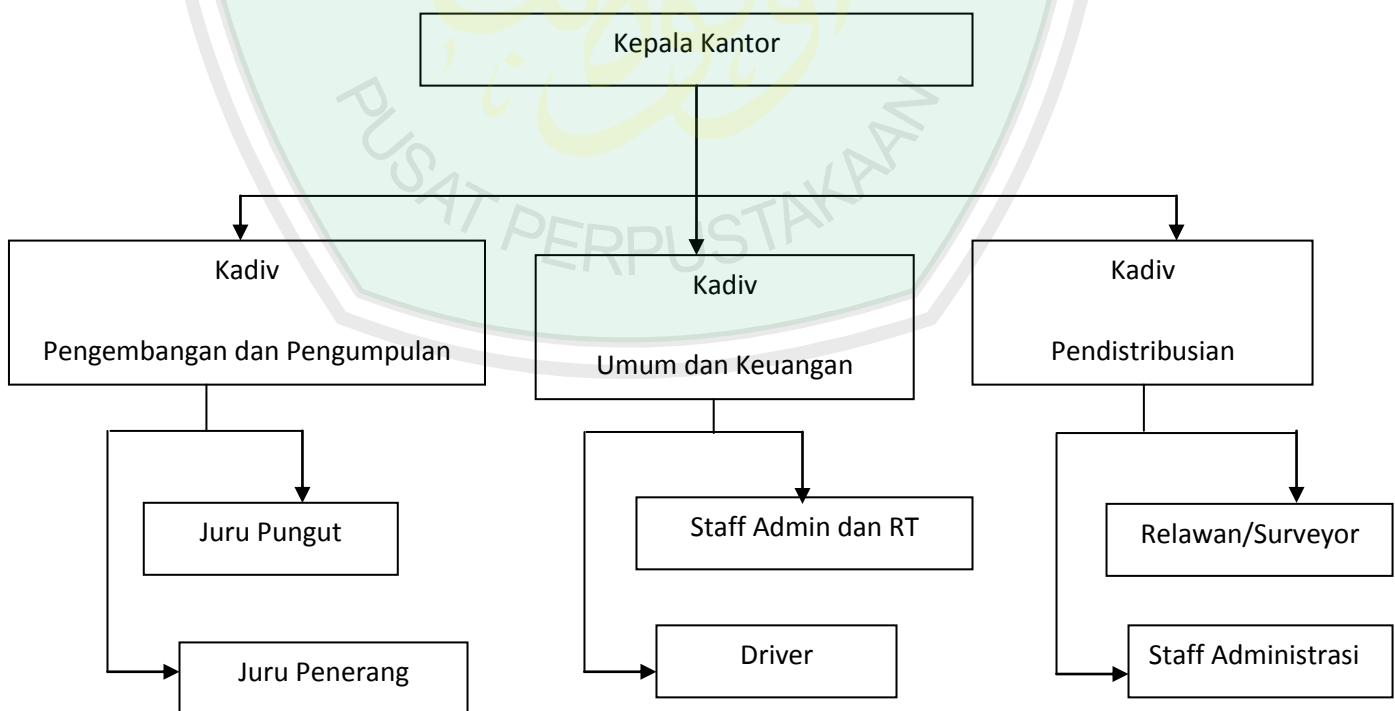 Kepala Kantor
PUSAT PERPUSTAKAAN
Kadiv
Pengembangan dan Pengumpulan
Kadiv
Umum dan Keuangan
Kadiv
Pendistribusian
Juru Pungut
Staff Admin dan RT
Relawan/Surveyor
Juru Penerang
Driver
Staff Administrasi